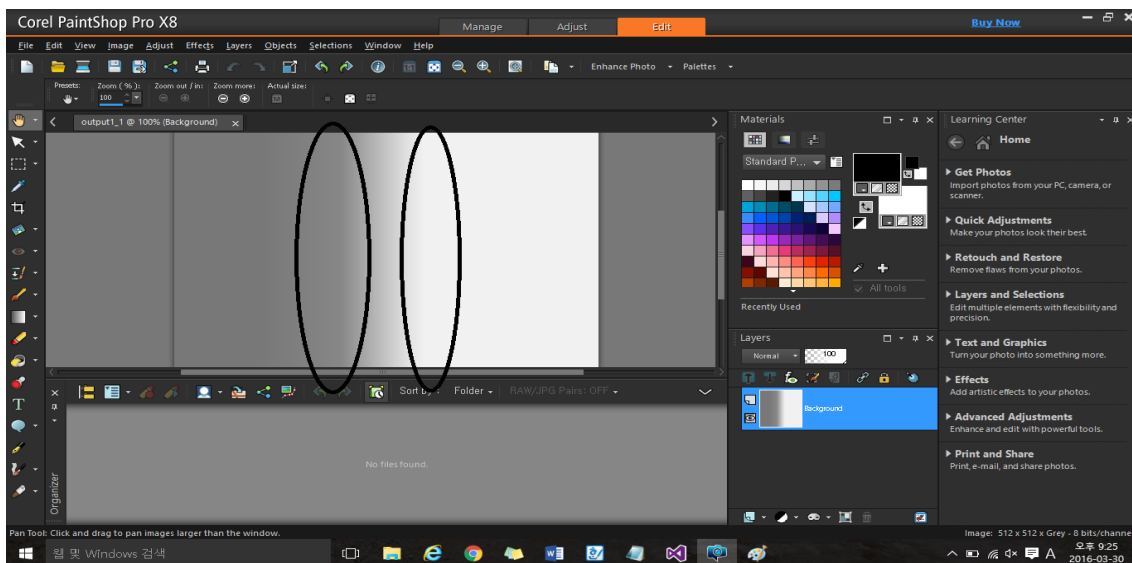 Corel PaintShop Pro X8
Manage Adjust Edit
Buy Now
File Edit View Image Adjust Effects Layers Objects Selections Window Help
Enhance Photo Palettes
Presets: Zoom ( % ): Zoom out / in: Zoom more: Actual size:
100
output1_1 @ 100% (Background)
Materials
Standard P...
All tools
Recently Used
Layers
Normal 100
Background
Learning Center
Home
Get Photos
Import photos from your PC, camera, or
scanner.
Quick Adjustments
Make your photos look their best.
Retouch and Restore
Remove flaws from your photos.
Layers and Selections
Edit multiple elements with flexibility and
precision.
Text and Graphics
Turn your photo into something more.
Effects
Add artistic effects to your photos.
Advanced Adjustments
Enhance and edit with powerful tools.
Print and Share
Print, e-mail, and share photos.
Sort by Folder RAW/JPG Pairs: OFF
No files found.
Organizer
Pan Tool: Click and drag to pan images larger than the window.
Image: 512 x 512 x Grey - 8 bits/channe
웹 및 Windows 검색
A
오후 9:25
2016-03-30